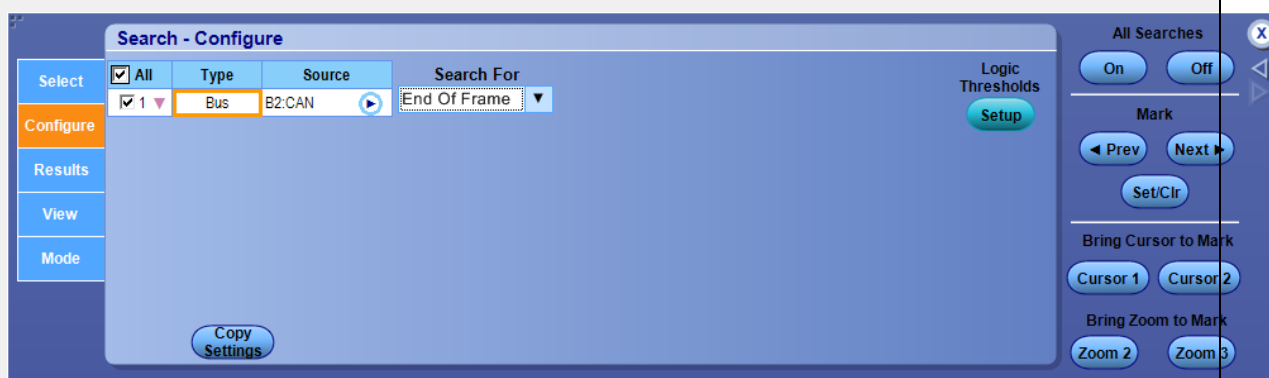 Search - Configure
All Searches
X
Select
All Type Source
Search For
Logic
Thresholds
On Off
1 Bus B2:CAN
End Of Frame
Setup
Configure
Mark
Prev Next
Results
Set/Clr
View
Bring Cursor to Mark
Mode
Cursor 1 Cursor 2
Copy
Settings
Bring Zoom to Mark
Zoom 2 Zoom 3